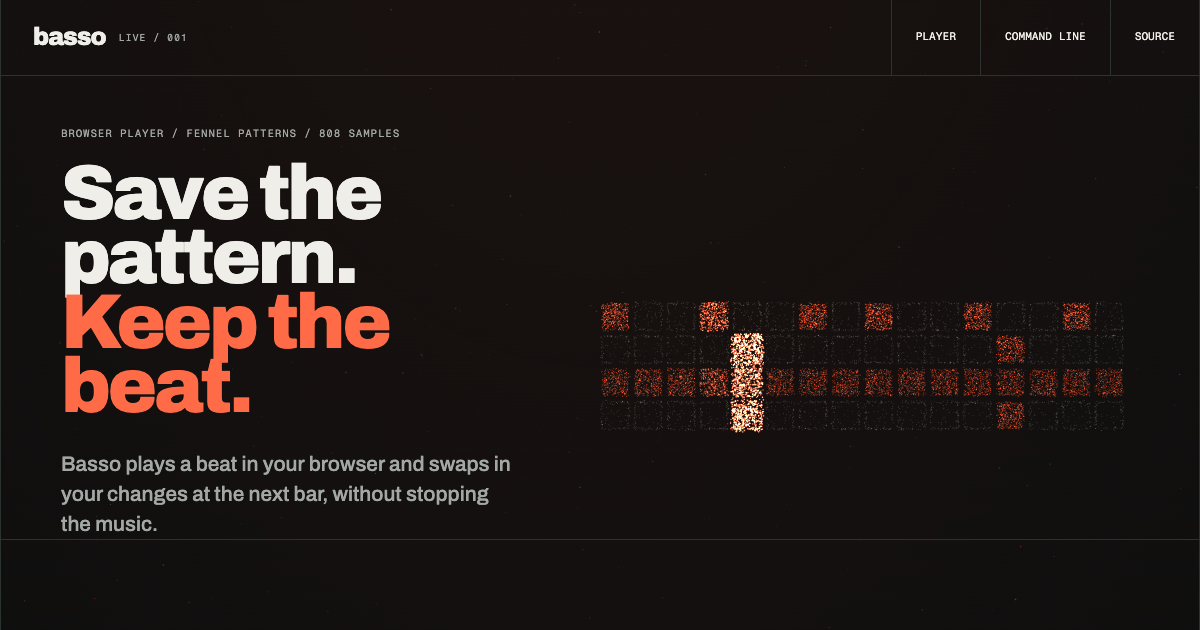 basso LIVE / 001
PLAYER
COMMAND LINE
SOURCE
BROWSER PLAYER / FENNEL PATTERNS / 808 SAMPLES
Save the
pattern.
Keep the
beat.
Basso plays a beat in your browser and swaps in
your changes at the next bar, without stopping
the music.